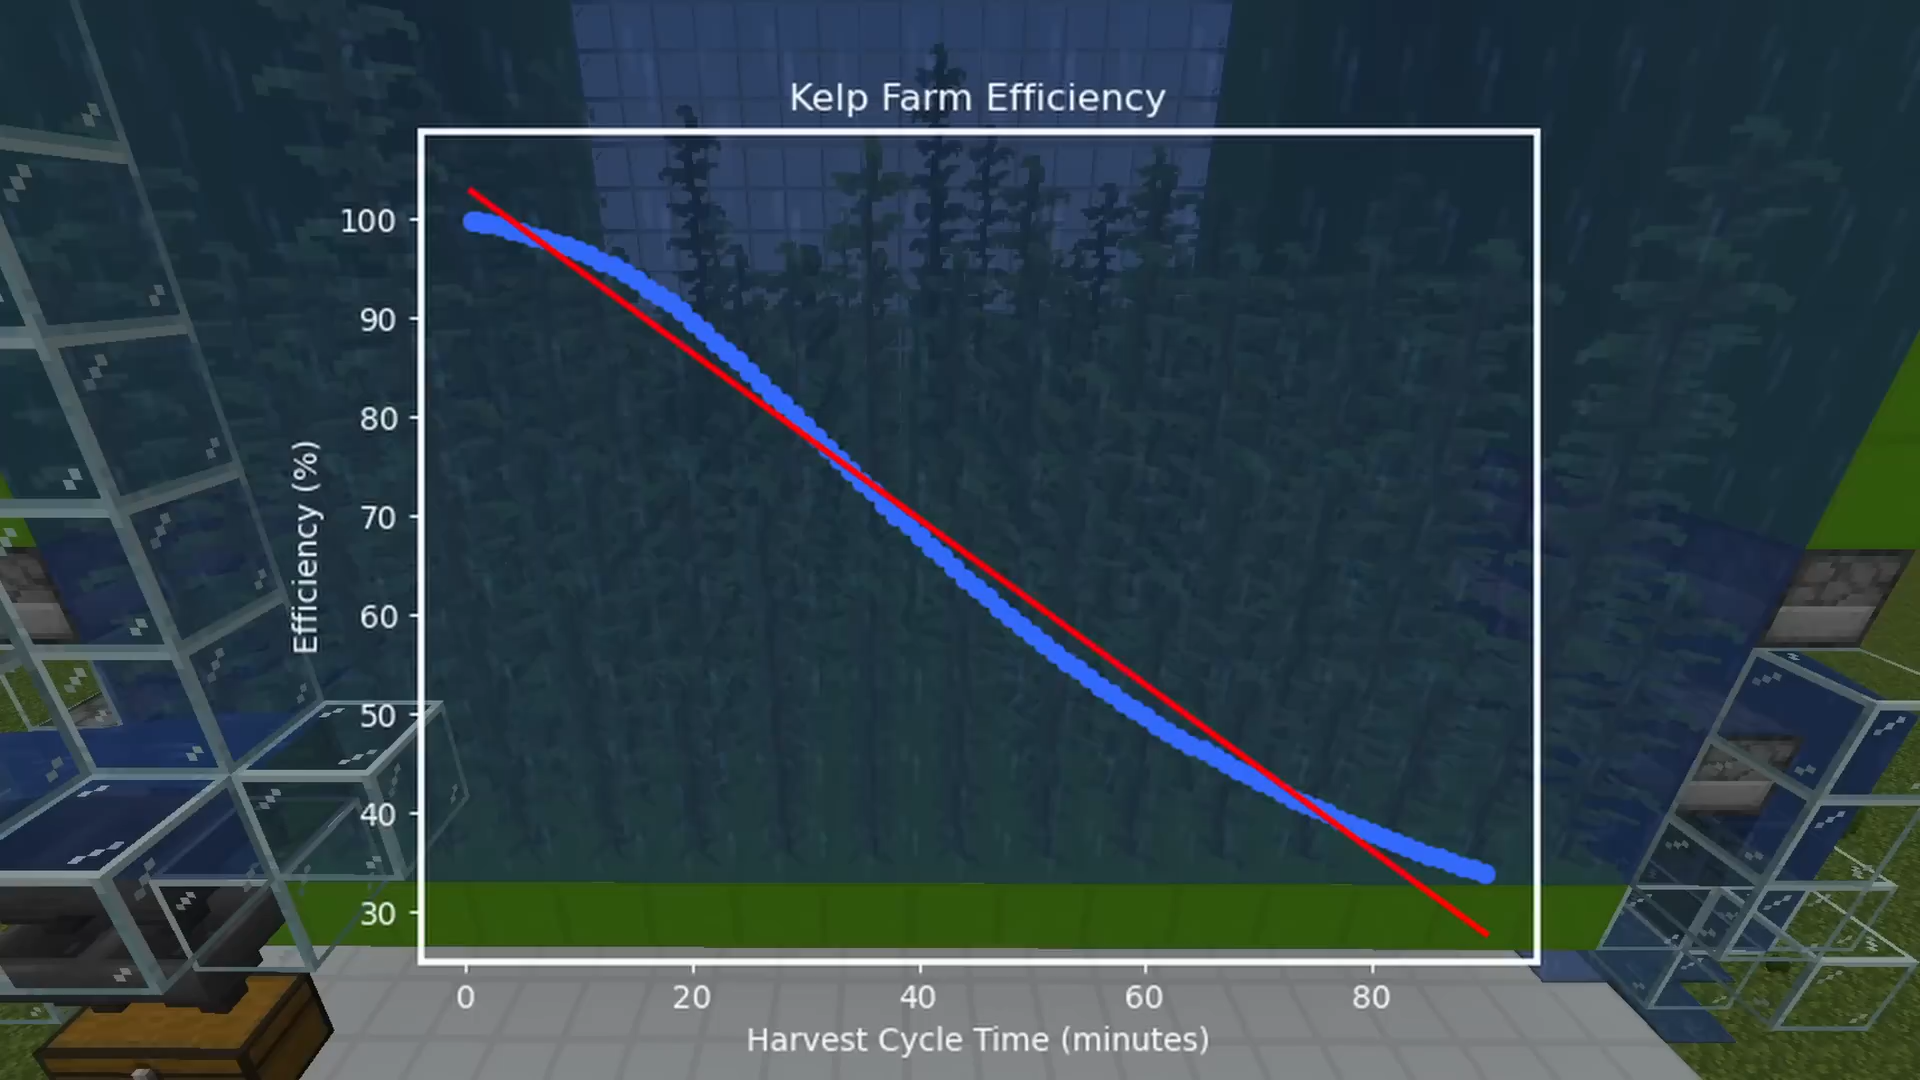 Kelp Farm Efficiency
100
90
80
70
60
50
40
30
Efficiency (%)
0 20 40 60 80
Harvest Cycle Time (minutes)